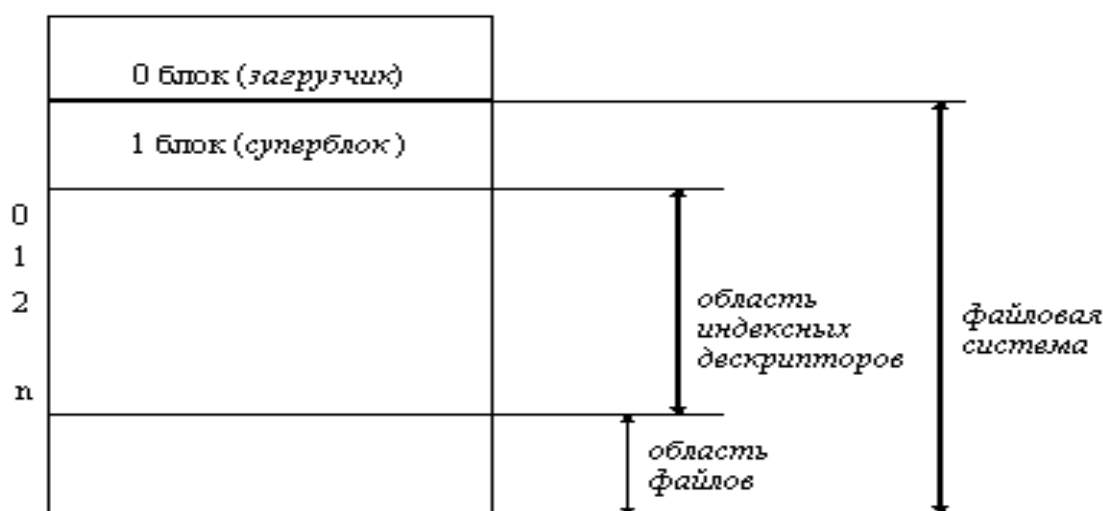 0 блок (загрузчик)
1 блок (суперблок )
0
1
2
n
область
индексных
дескрипторов
файловая
система
область
файлов